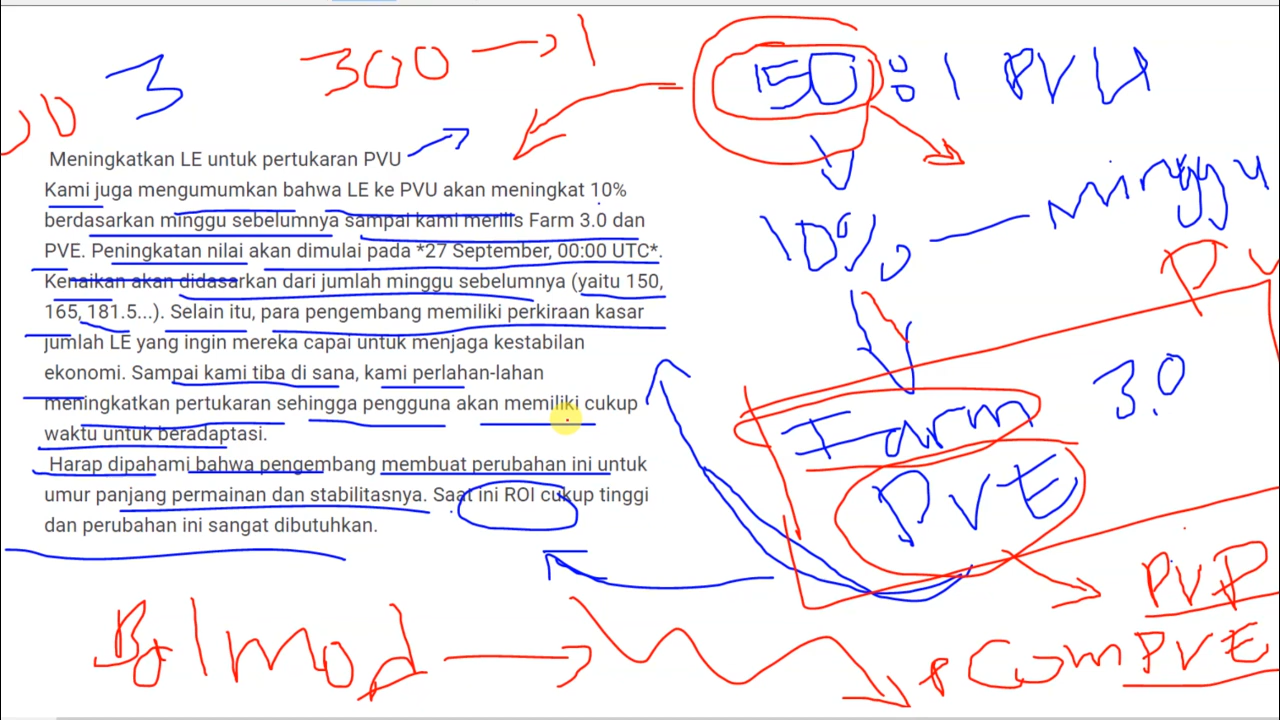 3
300 → 1
150 : 1 PVU
Meningkatkan LE untuk pertukaran PVU
Kami juga mengumumkan bahwa LE ke PVU akan meningkat 10%
berdasarkan minggu sebelumnya sampai kami merilis Farm 3.0 dan
PVE. Peningkatan nilai akan dimulai pada *27 September, 00:00 UTC*.
Kenaikan akan didasarkan dari jumlah minggu sebelumnya (yaitu 150,
165, 181.5...). Selain itu, para pengembang memiliki perkiraan kasar
jumlah LE yang ingin mereka capai untuk menjaga kestabilan
ekonomi. Sampai kami tiba di sana, kami perlahan-lahan
meningkatkan pertukaran sehingga pengguna akan memiliki cukup
waktu untuk beradaptasi.
Harap dipahami bahwa pengembang membuat perubahan ini untuk
umur panjang permainan dan stabilitasnya. Saat ini ROI cukup tinggi
dan perubahan ini sangat dibutuhkan.
10% — minggu
Farm 3.0
PVE
PVP
PVE